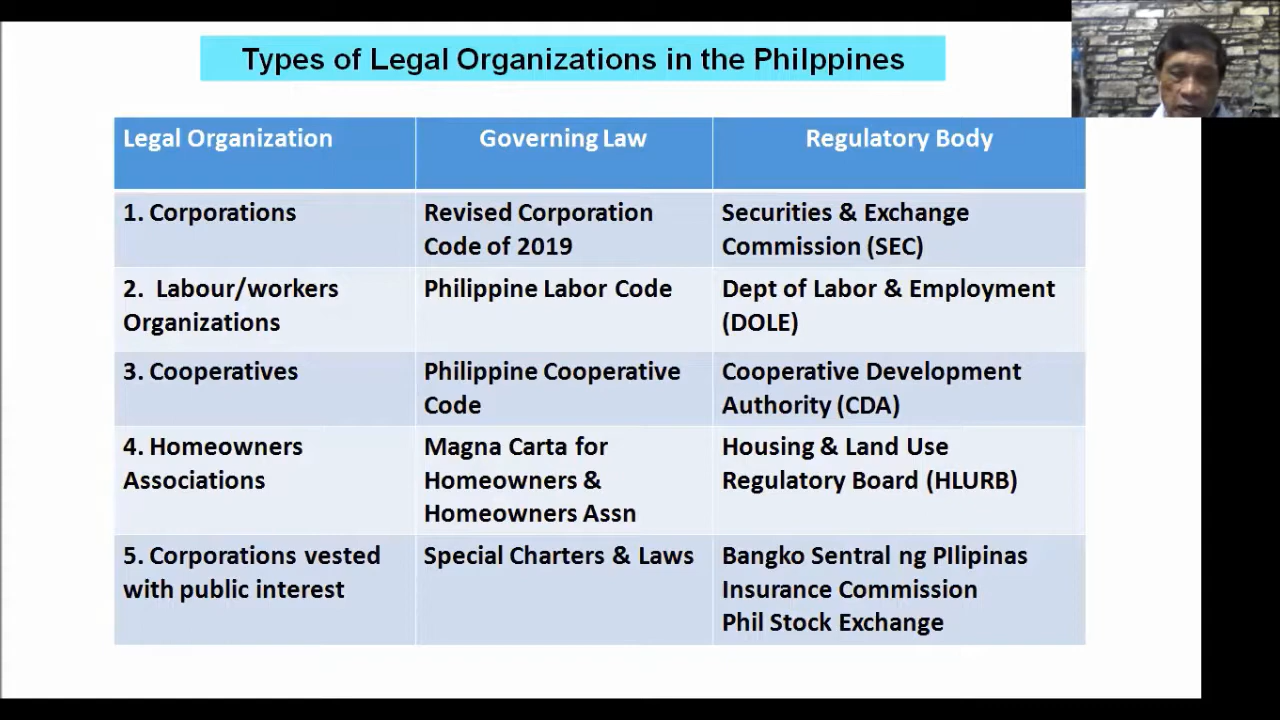 Types of Legal Organizations in the Philppines
Legal Organization
Governing Law
Regulatory Body
1. Corporations
Revised Corporation
Code of 2019
Securities & Exchange
Commission (SEC)
2. Labour/workers
Organizations
Philippine Labor Code
Dept of Labor & Employment
(DOLE)
3. Cooperatives
Philippine Cooperative
Code
Cooperative Development
Authority (CDA)
4. Homeowners
Associations
Magna Carta for
Homeowners &
Homeowners Assn
Housing & Land Use
Regulatory Board (HLURB)
5. Corporations vested
with public interest
Special Charters & Laws
Bangko Sentral ng PIlipinas
Insurance Commission
Phil Stock Exchange